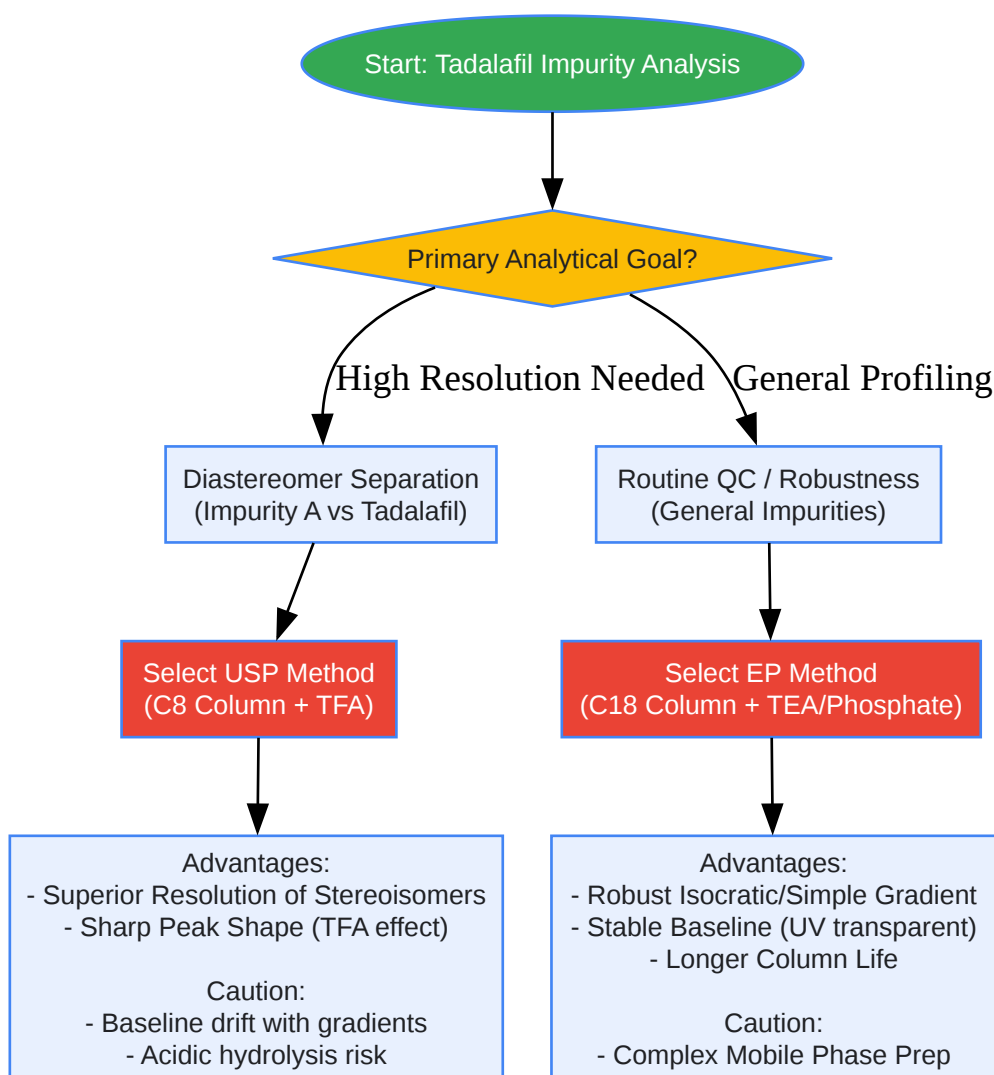 Start: Tadalafil Impurity Analysis
Primary Analytical Goal?
High Resolution Needed
General Profiling
Diastereomer Separation
(Impurity A vs Tadalafil)
Routine QC / Robustness
(General Impurities)
Select USP Method
(C8 Column + TFA)
Select EP Method
(C18 Column + TEA/Phosphate)
Advantages:
- Superior Resolution of Stereoisomers
- Sharp Peak Shape (TFA effect)
Caution:
- Baseline drift with gradients
- Acidic hydrolysis risk
Advantages:
- Robust Isocratic/Simple Gradient
- Stable Baseline (UV transparent)
- Longer Column Life
Caution:
- Complex Mobile Phase Prep